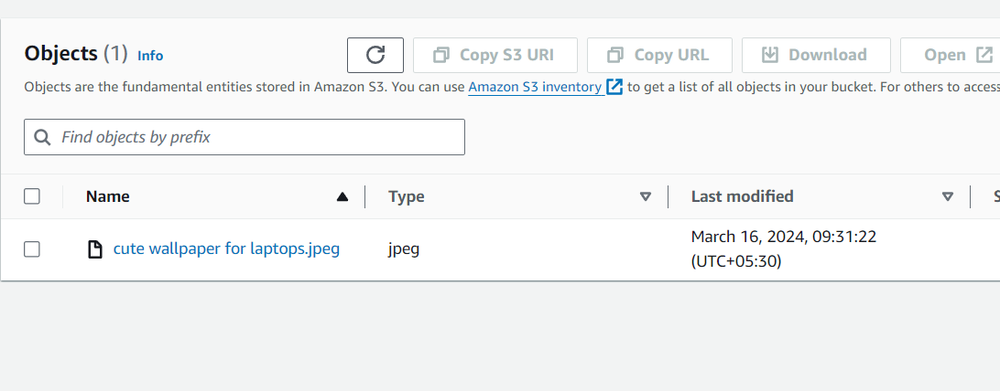 Objects (1) Info
Copy S3 URI
Copy URL
Download
Open
Objects are the fundamental entities stored in Amazon S3. You can use Amazon S3 inventory to get a list of all objects in your bucket. For others to access
Find objects by prefix
Name Type Last modified
cute wallpaper for laptops.jpeg jpeg March 16, 2024, 09:31:22
(UTC+05:30)